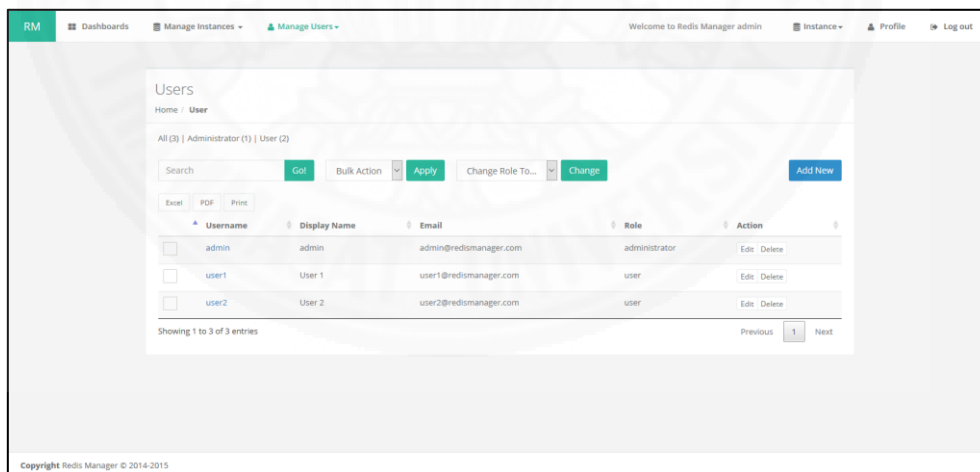 RM Dashboards Manage Instances Manage Users Welcome to Redis Manager admin Instance Profile Log out
Users
Home / User
All (3) | Administrator (1) | User (2)
Search Go! Bulk Action Apply Change Role To... Change Add New
Excel PDF Print
Username Display Name Email Role Action
admin admin admin@redismanager.com administrator Edit Delete
user1 User 1 user1@redismanager.com user Edit Delete
user2 User 2 user2@redismanager.com user Edit Delete
Showing 1 to 3 of 3 entries Previous 1 Next
Copyright Redis Manager © 2014-2015